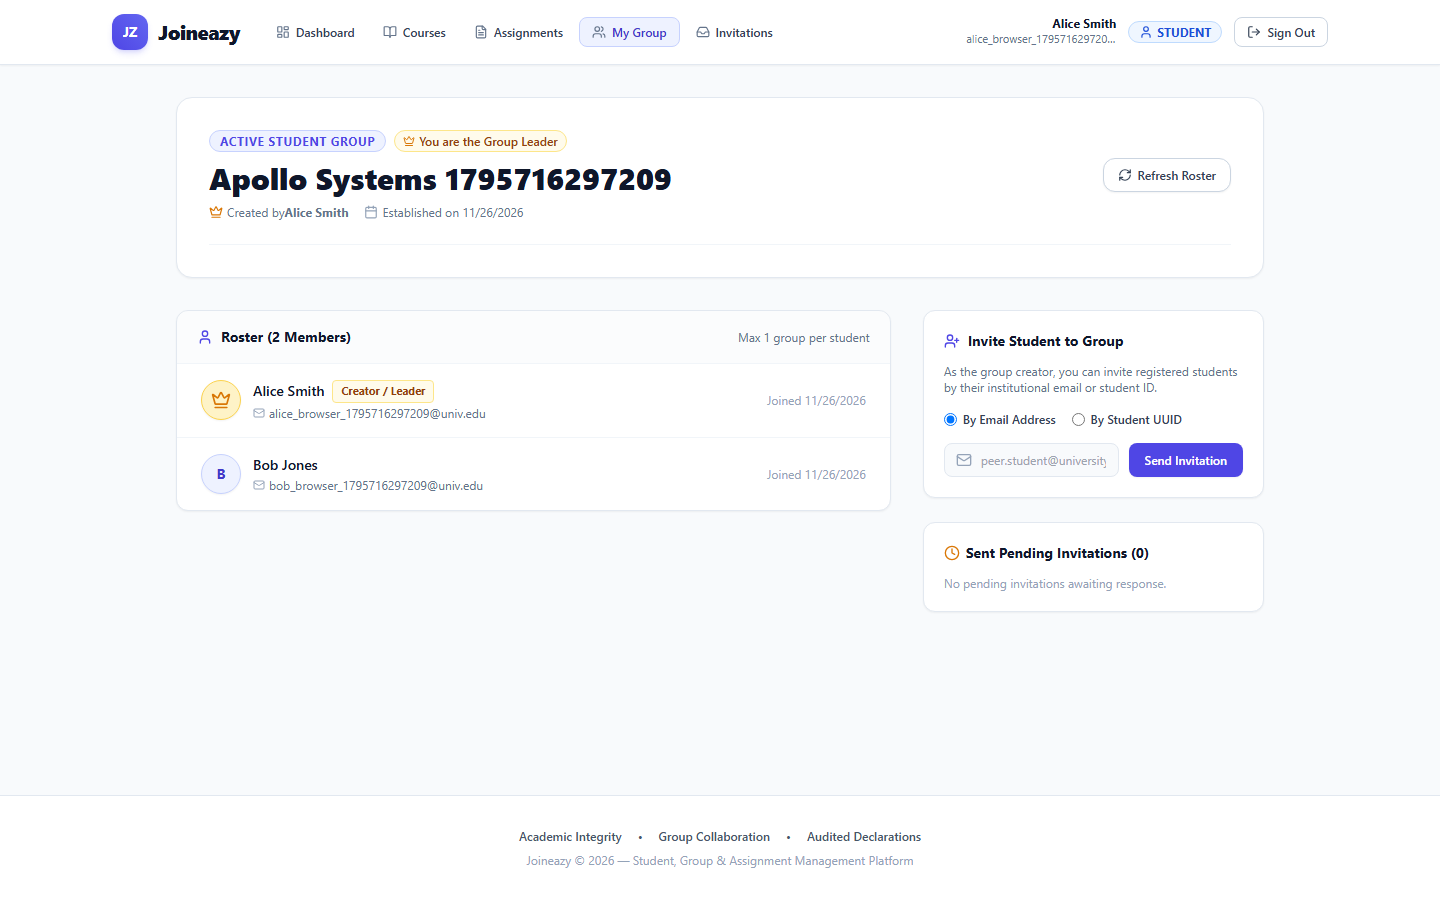 JZ Joineazy Dashboard Courses Assignments My Group Invitations Alice Smith alice_browser_179571629720... STUDENT Sign Out
ACTIVE STUDENT GROUP You are the Group Leader
Apollo Systems 1795716297209
Created byAlice Smith Established on 11/26/2026
Refresh Roster
Roster (2 Members) Max 1 group per student
Alice Smith Creator / Leader
alice_browser_1795716297209@univ.edu
Joined 11/26/2026
B
Bob Jones
bob_browser_1795716297209@univ.edu
Joined 11/26/2026
Invite Student to Group
As the group creator, you can invite registered students
by their institutional email or student ID.
By Email Address By Student UUID
peer.student@university Send Invitation
Sent Pending Invitations (0)
No pending invitations awaiting response.
Academic Integrity • Group Collaboration • Audited Declarations
Joineazy © 2026 — Student, Group & Assignment Management Platform